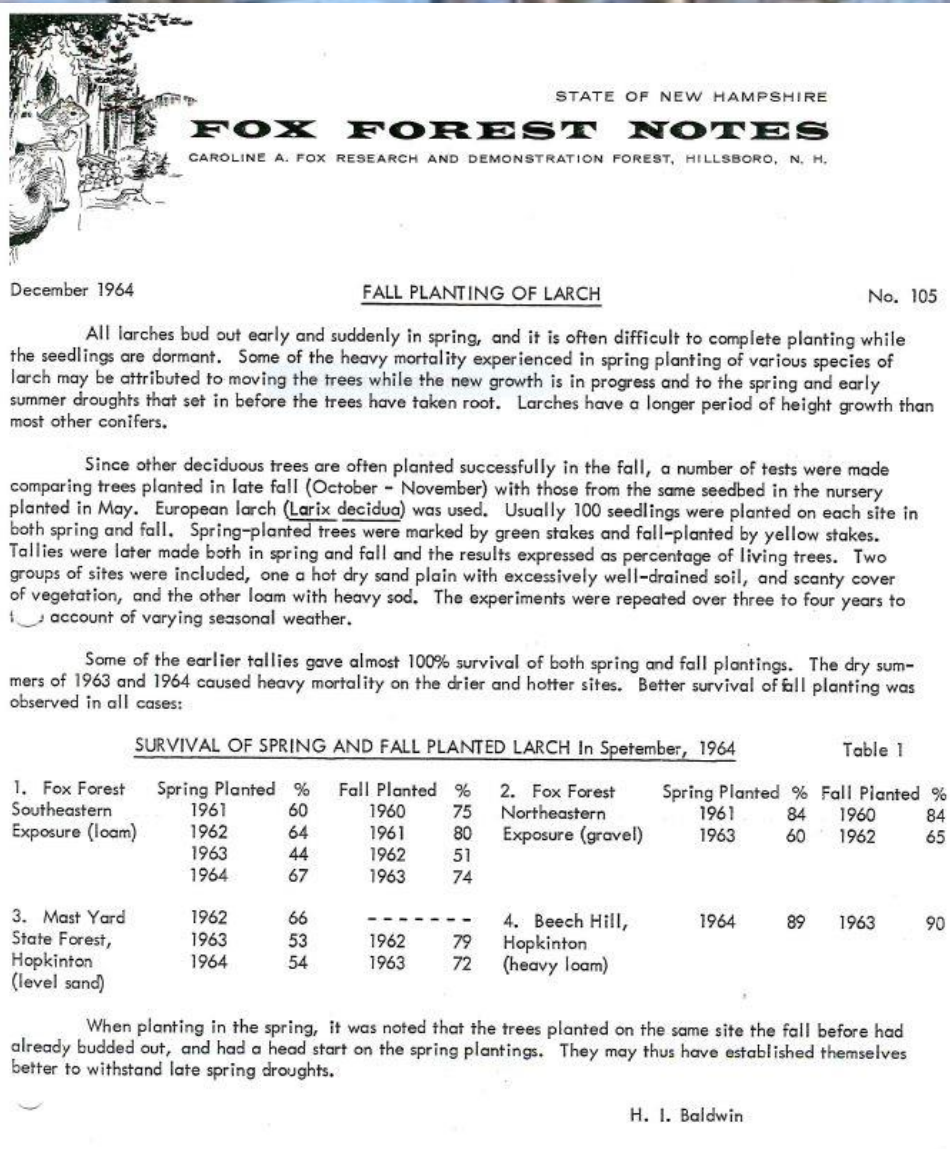 STATE OF NEW HAMPSHIRE
FOX FOREST NOTES
CAROLINE A. FOX RESEARCH AND DEMONSTRATION FOREST, HILLSBORO, N. H.
December 1964 FALL PLANTING OF LARCH No. 105
All larches bud out early and suddenly in spring, and it is often difficult to complete planting while
the seedlings are dormant. Some of the heavy mortality experienced in spring planting of various species of
larch may be attributed to moving the trees while the new growth is in progress and to the spring and early
summer droughts that set in before the trees have taken root. Larches have a longer period of height growth than
most other conifers.
Since other deciduous trees are often planted successfully in the fall, a number of tests were made
comparing trees planted in late fall (October - November) with those from the same seedbed in the nursery
planted in May. European larch (Larix decidua) was used. Usually 100 seedlings were planted on each site in
both spring and fall. Spring-planted trees were marked by green stakes and fall-planted by yellow stakes.
Tallies were later made both in spring and fall and the results expressed as percentage of living trees. Two
groups of sites were included, one a hot dry sand plain with excessively well-drained soil, and scanty cover
of vegetation, and the other loam with heavy sod. The experiments were repeated over three to four years to
account of varying seasonal weather.
Some of the earlier tallies gave almost 100% survival of both spring and fall plantings. The dry sum-
mers of 1963 and 1964 caused heavy mortality on the drier and hotter sites. Better survival of fall planting was
observed in all cases:
SURVIVAL OF SPRING AND FALL PLANTED LARCH In Spetember, 1964 Table 1
1. Fox Forest Spring Planted % Fall Planted % 2. Fox Forest Spring Planted % Fall Planted %
Southeastern 1961 60 1960 75 Northeastern 1961 84 1960 84
Exposure (loam) 1962 64 1961 80 Exposure (gravel) 1963 60 1962 65
1963 44 1962 51
1964 67 1963 74
3. Mast Yard 1962 66 ------- 4. Beech Hill, 1964 89 1963 90
State Forest, 1963 53 1962 79 Hopkinton
Hopkinton 1964 54 1963 72 (heavy loam)
(level sand)
When planting in the spring, it was noted that the trees planted on the same site the fall before had
already budded out, and had a head start on the spring plantings. They may thus have established themselves
better to withstand late spring droughts.
H. I. Baldwin